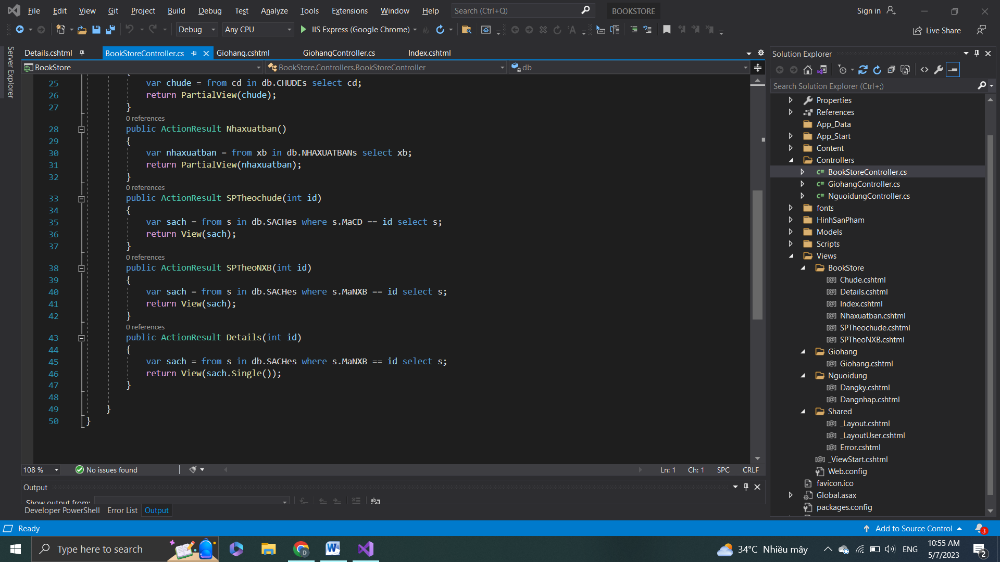 File Edit View Git Project Build Debug Test Analyze Tools Extensions Window Help Search (Ctrl+Q) BOOKSTORE Sign in
Debug Any CPU IIS Express (Google Chrome) Live Share
Server Explorer
Details.cshtml BookStoreController.cs Giohang.cshtml GiohangController.cs Index.cshtml
BookStore BookStore.Controllers.BookStoreController db
25 var chude = from cd in db.CHUDEs select cd;
26 return PartialView(chude);
27 }
0 references
28 public ActionResult Nhaxuatban()
29 {
30 var nhaxuatban = from xb in db.NHAXUATBANs select xb;
31 return PartialView(nhaxuatban);
32 }
0 references
33 public ActionResult SPTheochude(int id)
34 {
35 var sach = from s in db.SACHes where s.MaCD == id select s;
36 return View(sach);
37 }
0 references
38 public ActionResult SPTheoNXB(int id)
39 {
40 var sach = from s in db.SACHes where s.MaNXB == id select s;
41 return View(sach);
42 }
0 references
43 public ActionResult Details(int id)
44 {
45 var sach = from s in db.SACHes where s.MaNXB == id select s;
46 return View(sach.Single());
47 }
48
49 }
50 }
108 % No issues found Ln: 1 Ch: 1 SPC CRLF
Output
Show output from:
Developer PowerShell Error List Output
Solution Explorer
Search Solution Explorer (Ctrl+;)
Properties
References
App_Data
App_Start
Content
Controllers
C# BookStoreController.cs
C# GiohangController.cs
C# NguoidungController.cs
fonts
HinhSanPham
Models
Scripts
Views
BookStore
[@] Chude.cshtml
[@] Details.cshtml
[@] Index.cshtml
[@] Nhaxuatban.cshtml
[@] SPTheochude.cshtml
[@] SPTheoNXB.cshtml
Giohang
[@] Giohang.cshtml
Nguoidung
[@] Dangky.cshtml
[@] Dangnhap.cshtml
Shared
[@] _Layout.cshtml
[@] _LayoutUser.cshtml
[@] Error.cshtml
[@] _ViewStart.cshtml
Web.config
favicon.ico
Global.asax
packages.config
Ready Add to Source Control 3
Type here to search 34°C Nhiều mây ENG 10:55 AM
5/7/2023 2